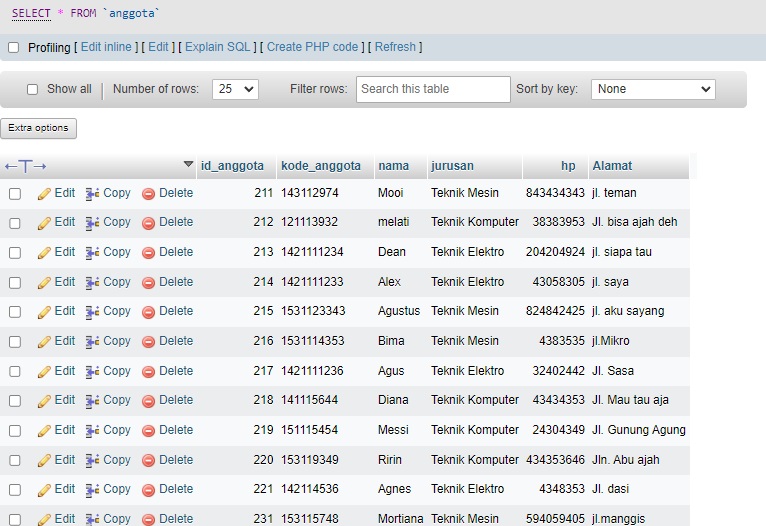 SELECT * FROM `anggota`
Profiling [ Edit inline ] [ Edit ] [ Explain SQL ] [ Create PHP code ] [ Refresh ]
Show all Number of rows: 25 Filter rows: Search this table Sort by key: None
Extra options
←T→ id_anggota kode_anggota nama jurusan hp Alamat
Edit Copy Delete 211 143112974 Mooi Teknik Mesin 843434343 jl. teman
Edit Copy Delete 212 121113932 melati Teknik Komputer 38383953 Jl. bisa ajah deh
Edit Copy Delete 213 1421111234 Dean Teknik Elektro 204204924 jl. siapa tau
Edit Copy Delete 214 1421111233 Alex Teknik Elektro 43058305 jl. saya
Edit Copy Delete 215 1531123343 Agustus Teknik Mesin 824842425 jl. aku sayang
Edit Copy Delete 216 1531114353 Bima Teknik Mesin 4383535 jl.Mikro
Edit Copy Delete 217 1421111236 Agus Teknik Elektro 32402442 Jl. Sasa
Edit Copy Delete 218 141115644 Diana Teknik Komputer 43434353 Jl. Mau tau aja
Edit Copy Delete 219 151115454 Messi Teknik Komputer 24304349 Jl. Gunung Agung
Edit Copy Delete 220 153119349 Ririn Teknik Komputer 434353646 Jln. Abu ajah
Edit Copy Delete 221 142114536 Agnes Teknik Elektro 4348353 Jl. dasi
Edit Copy Delete 231 153115748 Mortiana Teknik Mesin 594059405 jl.manggis